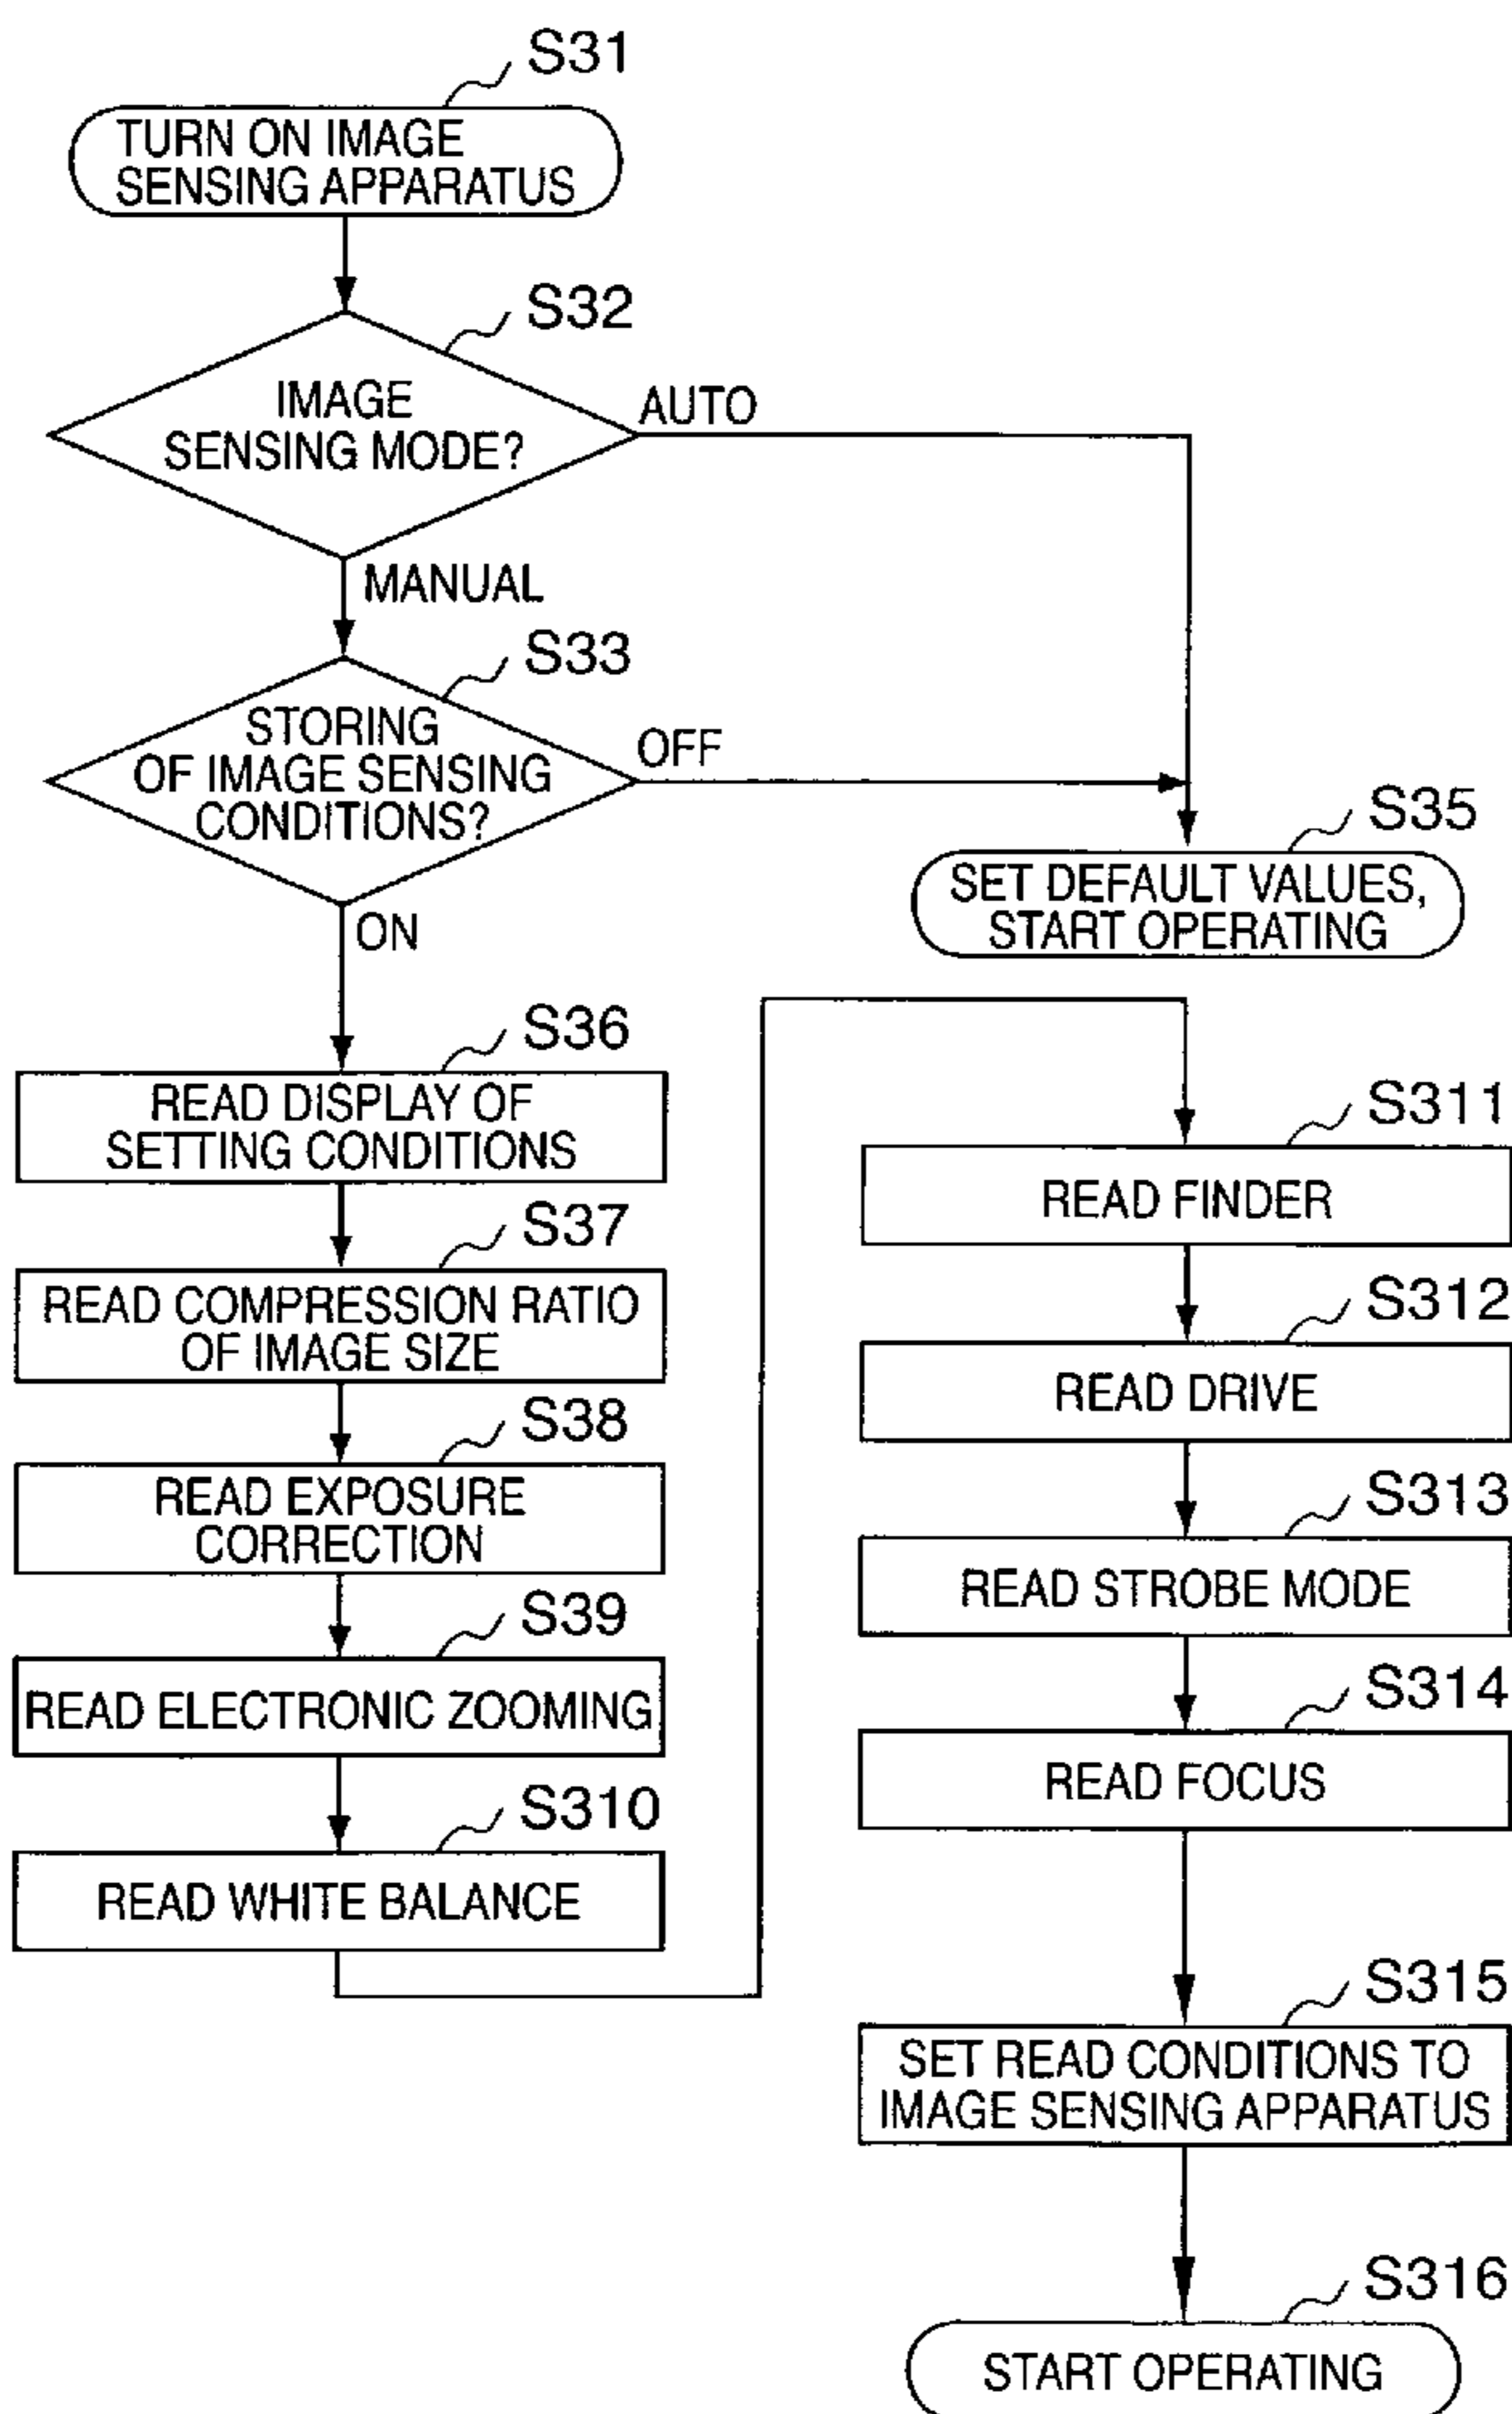 S31
TURN ON IMAGE
SENSING APPARATUS
S32
IMAGE
SENSING MODE?
AUTO
MANUAL
S33
STORING
OF IMAGE SENSING
CONDITIONS?
OFF
ON
S35
SET DEFAULT VALUES,
START OPERATING
S36
READ DISPLAY OF
SETTING CONDITIONS
S37
READ COMPRESSION RATIO
OF IMAGE SIZE
S38
READ EXPOSURE
CORRECTION
S39
READ ELECTRONIC ZOOMING
S310
READ WHITE BALANCE
S311
READ FINDER
S312
READ DRIVE
S313
READ STROBE MODE
S314
READ FOCUS
S315
SET READ CONDITIONS TO
IMAGE SENSING APPARATUS
S316
START OPERATING